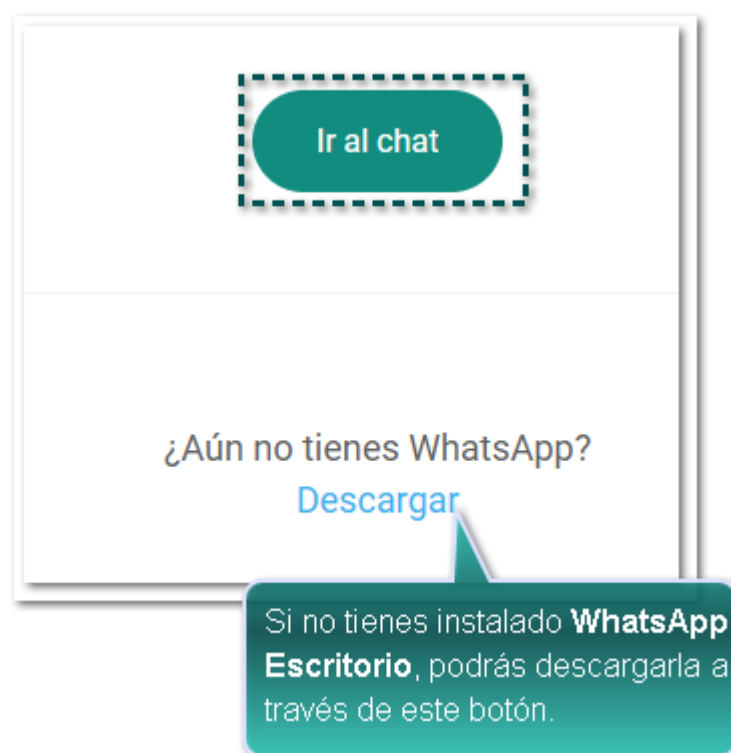 Ir al chat
¿Aún no tienes WhatsApp?
Descargar
Si no tienes instalado WhatsApp
Escritorio, podrás descargarla a
través de este botón.